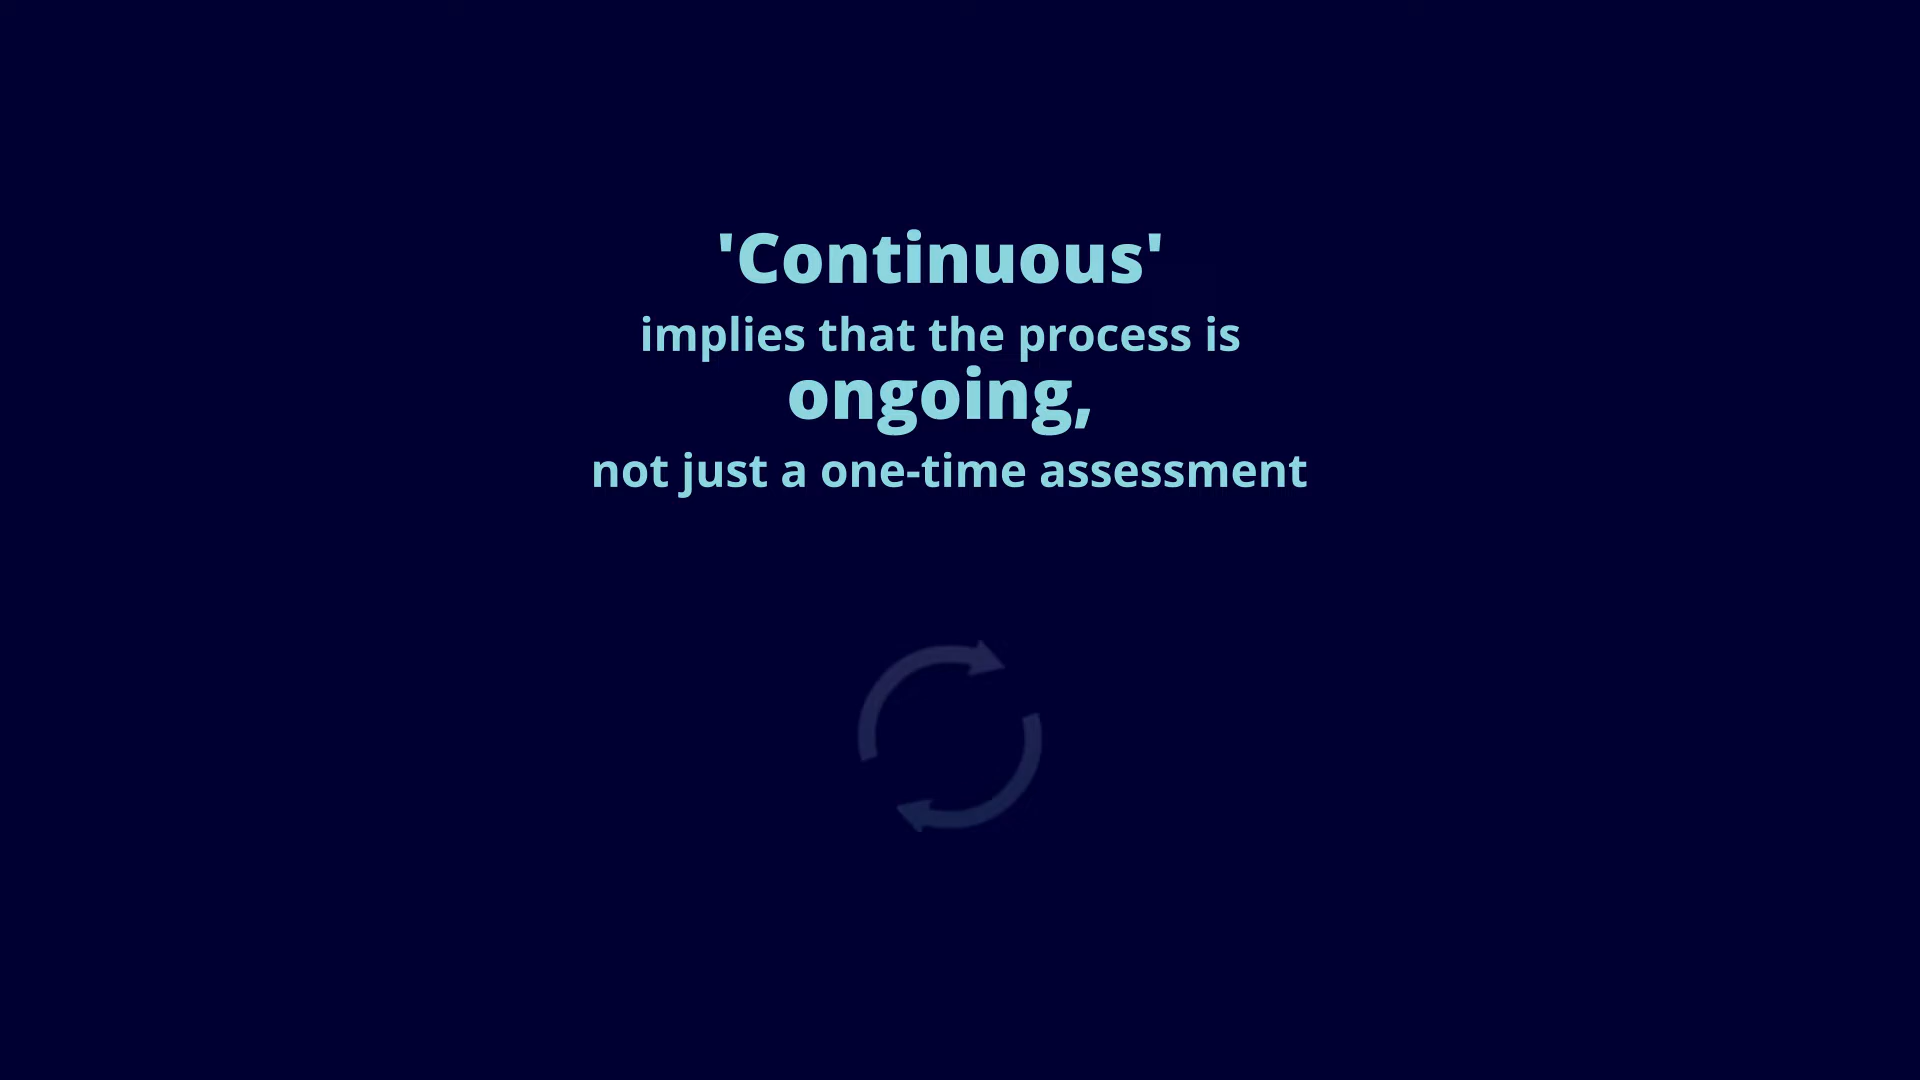 'Continuous'
implies that the process is
ongoing,
not just a one-time assessment